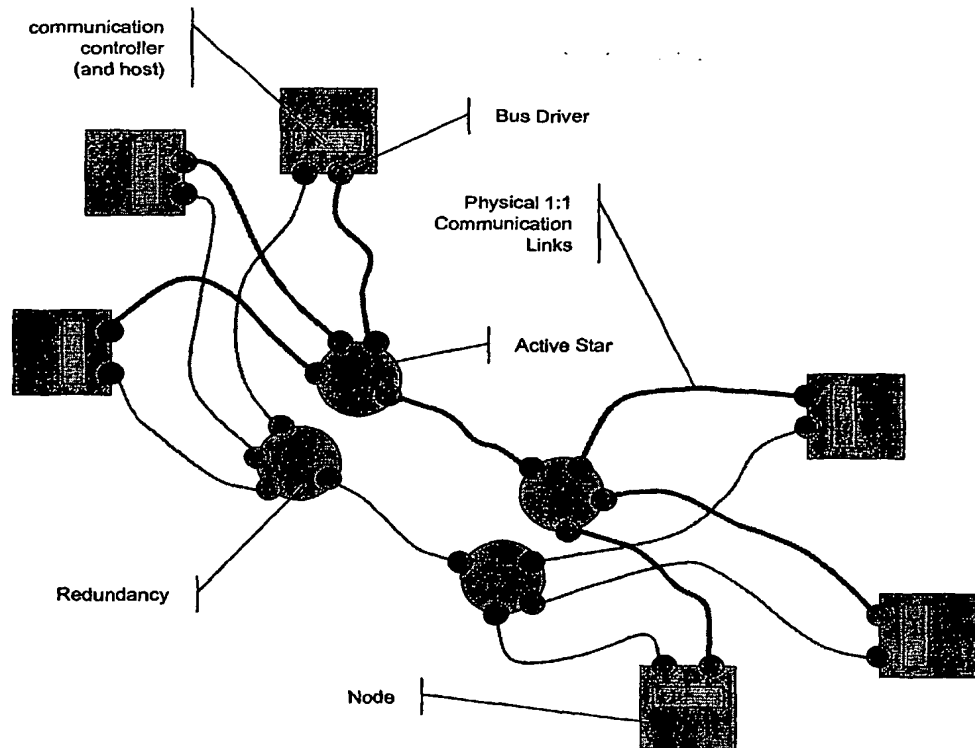 communication
controller
(and host)
Bus Driver
Physical 1:1
Communication
Links
Active Star
Redundancy
Node